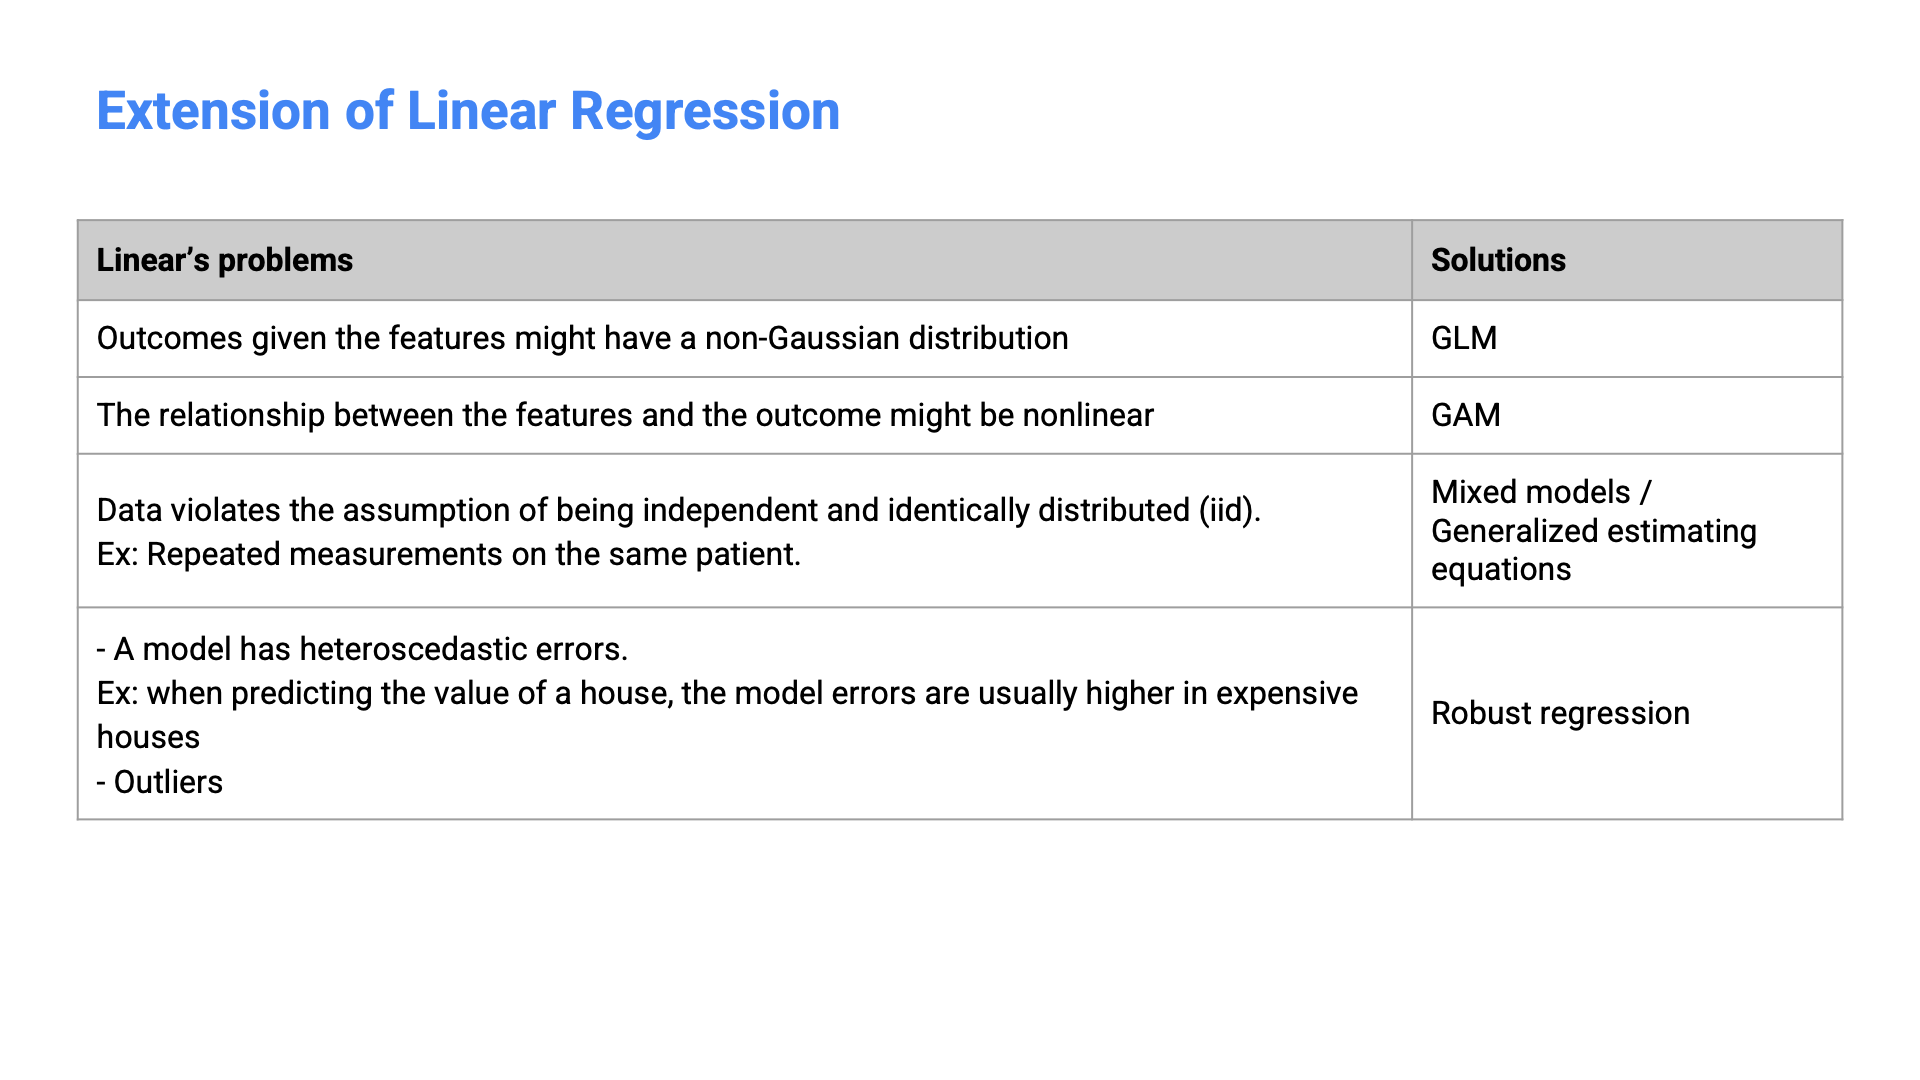 Extension of Linear Regression
Linear’s problems
Solutions
Outcomes given the features might have a non-Gaussian distribution
GLM
The relationship between the features and the outcome might be nonlinear
GAM
Data violates the assumption of being independent and identically distributed (iid).
Ex: Repeated measurements on the same patient.
Mixed models /
Generalized estimating
equations
- A model has heteroscedastic errors.
Ex: when predicting the value of a house, the model errors are usually higher in expensive
houses
- Outliers
Robust regression